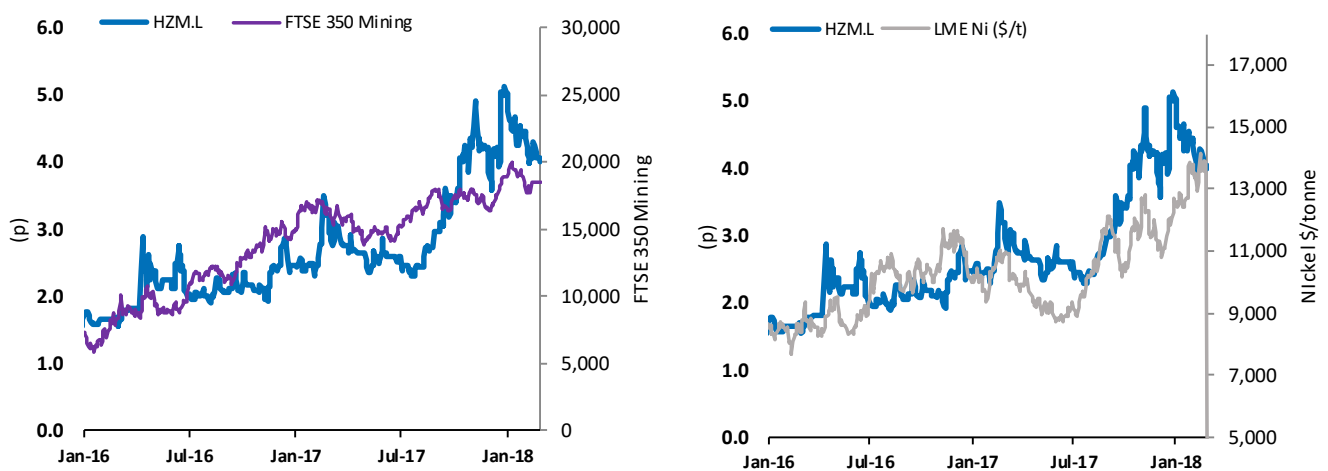 HZM.L FTSE 350 Mining
6.0 30,000
5.0 25,000
4.0 20,000
3.0 15,000
2.0 10,000
1.0 5,000
0.0 0
(p)
FTSE 350 Mining
Jan-16 Jul-16 Jan-17 Jul-17 Jan-18
HZM.L LME Ni ($/t)
6.0
5.0
4.0
3.0
2.0
1.0
0.0
(p)
17,000
15,000
13,000
11,000
9,000
7,000
5,000
NIckel $/tonne
Jan-16 Jul-16 Jan-17 Jul-17 Jan-18